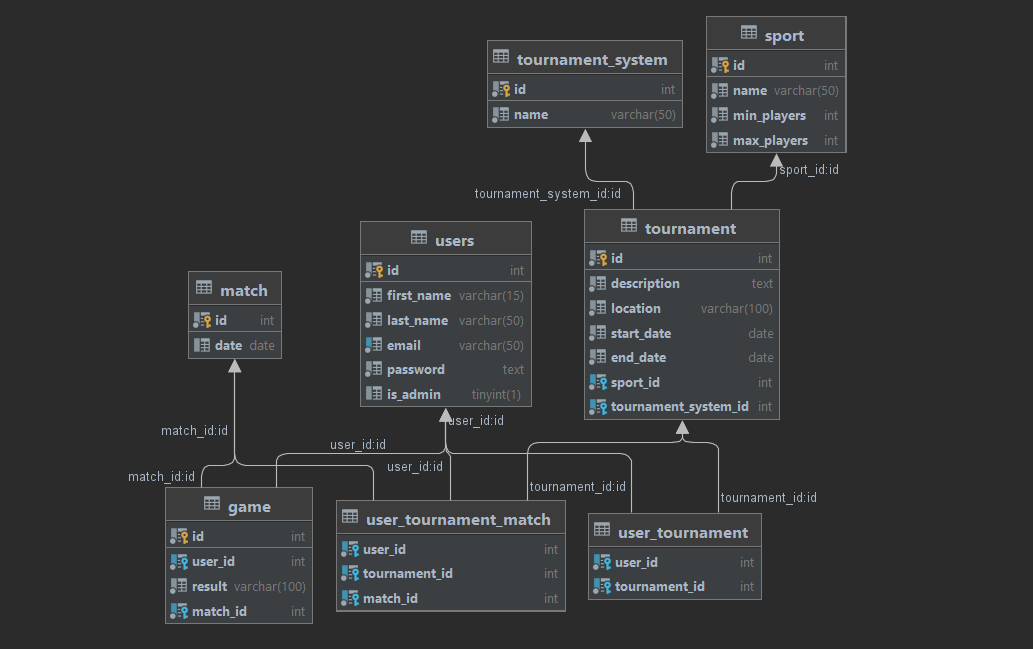 sport
id int
name varchar(50)
min_players int
max_players int
tournament_system
id int
name varchar(50)
sport_id:id
tournament_system_id:id
tournament
id int
description text
location varchar(100)
start_date date
end_date date
sport_id int
tournament_system_id int
users
id int
first_name varchar(15)
last_name varchar(50)
email varchar(50)
password text
is_admin tinyint(1)
match
id int
date date
user_id:id
match_id:id
user_id:id
user_id:id
match_id:id
tournament_id:id
tournament_id:id
game
id int
user_id int
result varchar(100)
match_id int
user_tournament_match
user_id int
tournament_id int
match_id int
user_tournament
user_id int
tournament_id int